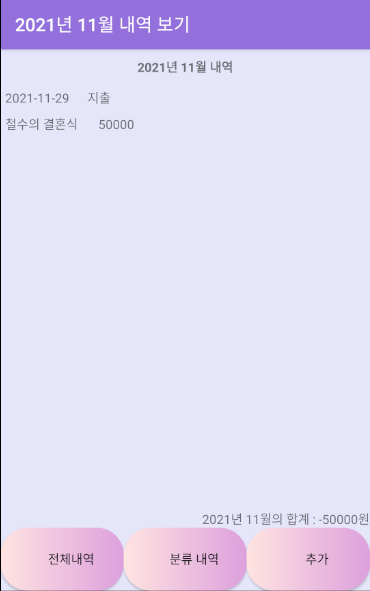 2021년 11월 내역 보기
2021년 11월 내역
2021-11-29 지출
철수의 결혼식 50000
2021년 11월의 합계 : -50000원
전체내역 분류 내역 추가